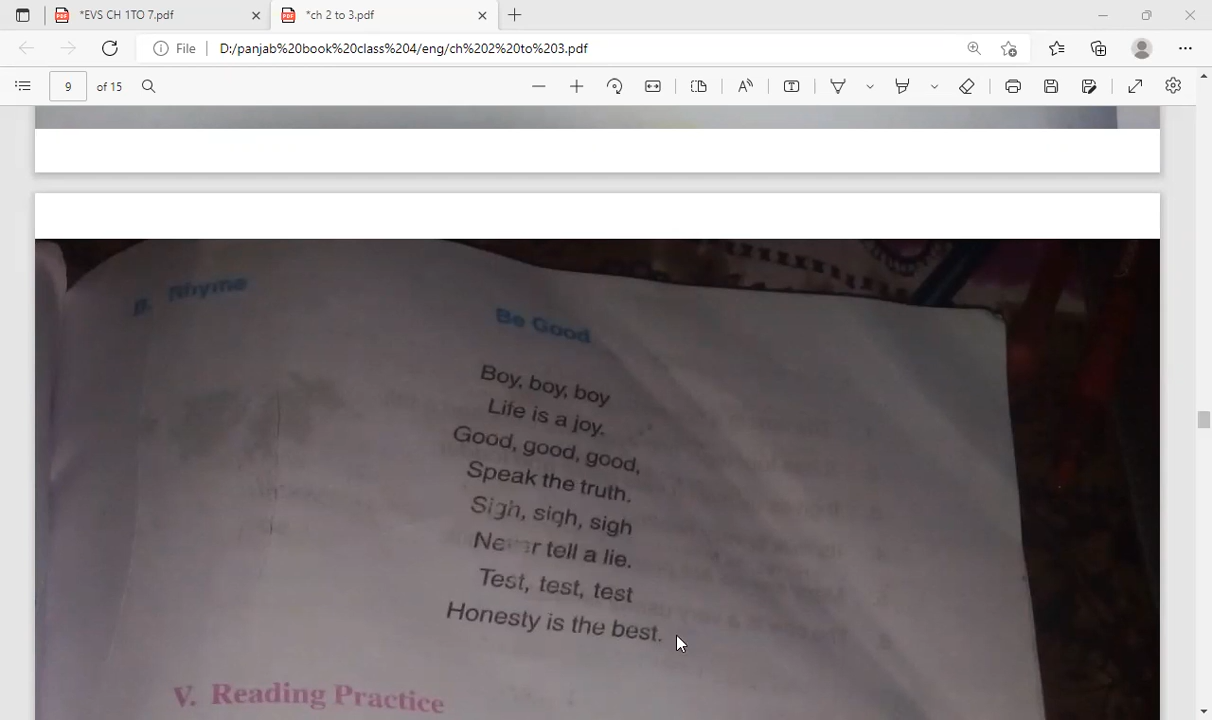 *EVS CH 1TO 7.pdf
*ch 2 to 3.pdf
File D:/panjab%20book%20class%204/eng/ch%202%20to%203.pdf
9 of 15
B. Rhyme
Be Good
Boy, boy, boy
Life is a joy.
Good, good, good,
Speak the truth.
Sigh, sigh, sigh
Never tell a lie.
Test, test, test
Honesty is the best.
V. Reading Practice